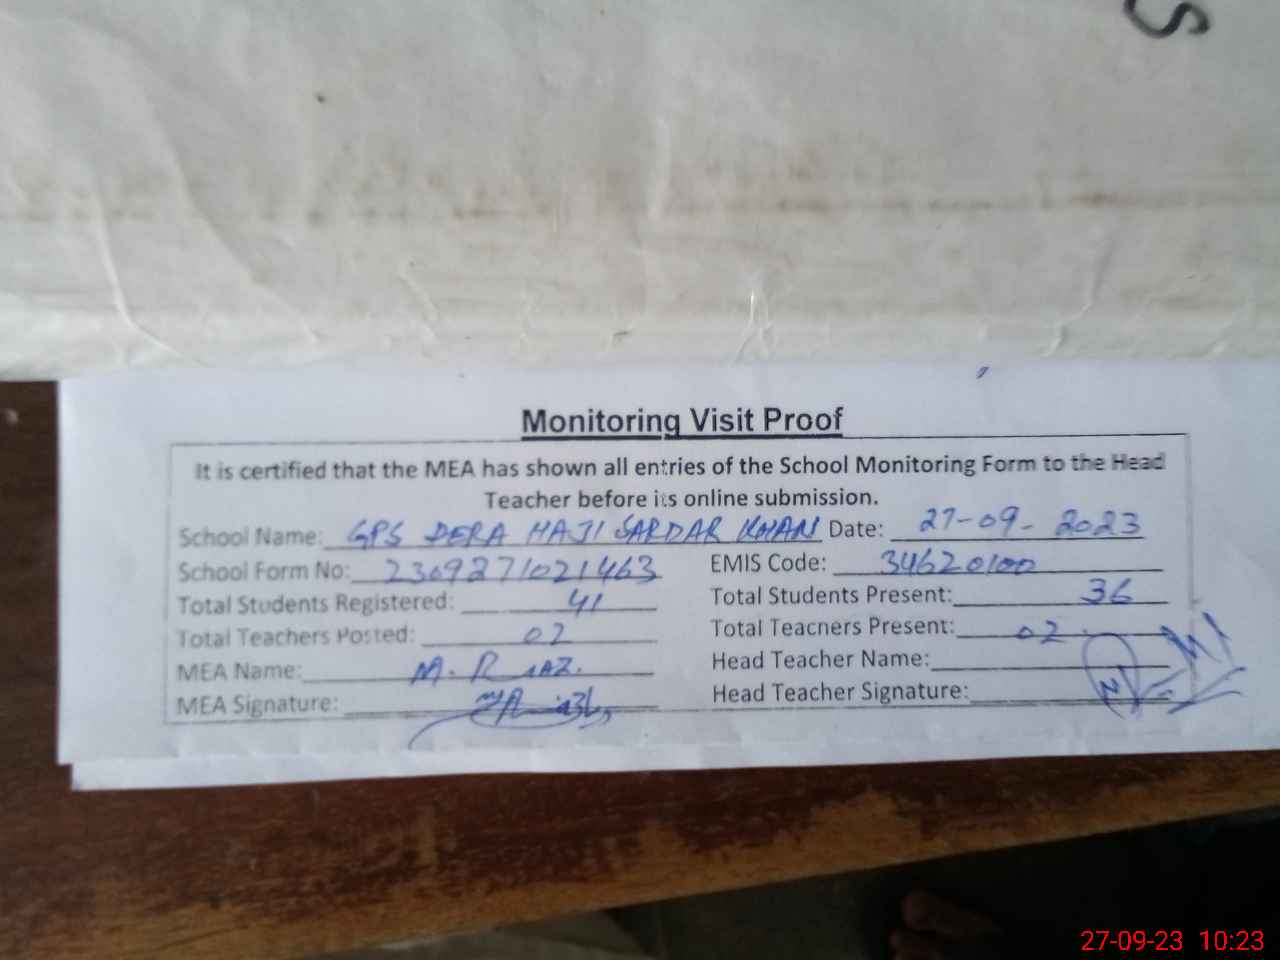 S
Monitoring Visit Proof
It is certified that the MEA has shown all entries of the School Monitoring Form to the Head
Teacher before its online submission.
School Name: GPS DERA HAJI SARDAR KHAN Date: 27-09-2023
School Form No: 2309271021463 EMIS Code: 34620100
Total Students Registered: 41 Total Students Present: 36
Total Teachers Posted: 02 Total Teacners Present: 02
MEA Name: M. Riaz. Head Teacher Name:
MEA Signature: Head Teacher Signature:
27-09-23 10:23